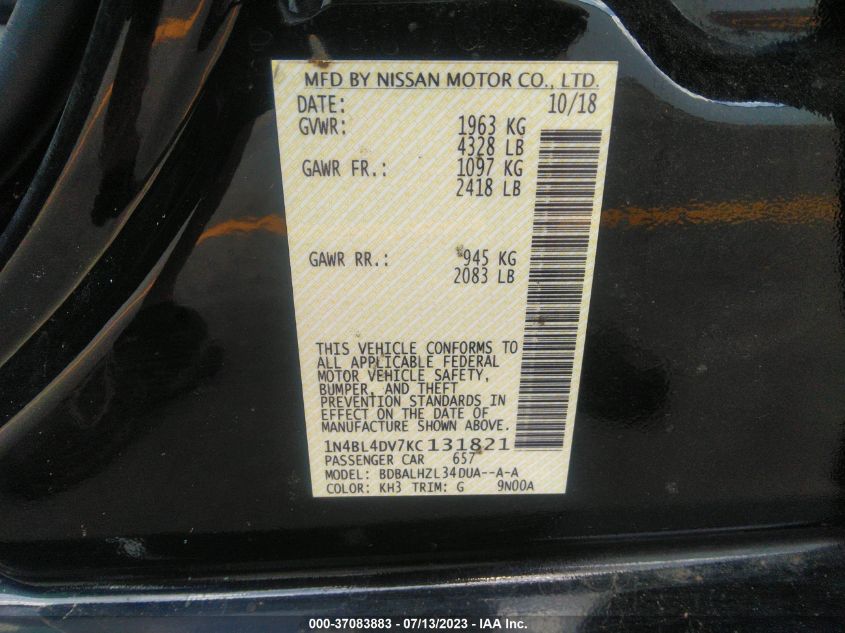 MFD BY NISSAN MOTOR CO., LTD.
DATE: 10/18
GVWR: 1963 KG
4328 LB
GAWR FR.: 1097 KG
2418 LB
GAWR RR.: 945 KG
2083 LB
THIS VEHICLE CONFORMS TO
ALL APPLICABLE FEDERAL
MOTOR VEHICLE SAFETY,
BUMPER, AND THEFT
PREVENTION STANDARDS IN
EFFECT ON THE DATE OF
MANUFACTURE SHOWN ABOVE.
1N4BL4DV7KC131821
PASSENGER CAR 657
MODEL: BDBALHZL34DUA--A-A
COLOR: KH3 TRIM: G 9N00A
000-37083883 - 07/13/2023 - IAA Inc.